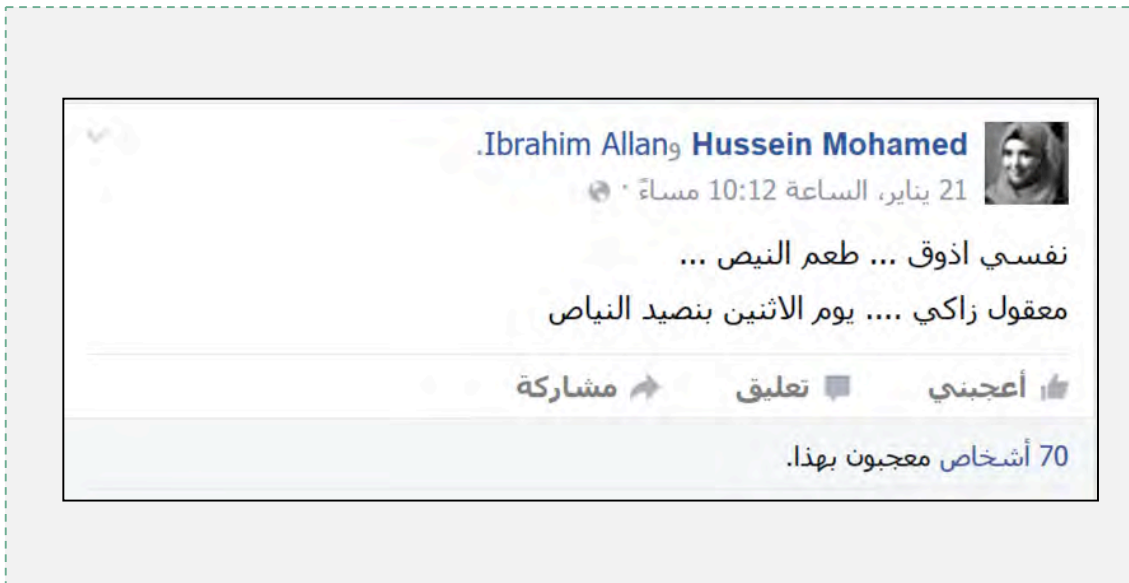 Hussein Mohamed وIbrahim Allan.
21 يناير، الساعة 10:12 مساءً ·
نفسي اذوق ... طعم النيص ...
معقول زاكي .... يوم الاثنين بنصيد النياص
أعجبني تعليق مشاركة
70 أشخاص معجبون بهذا.